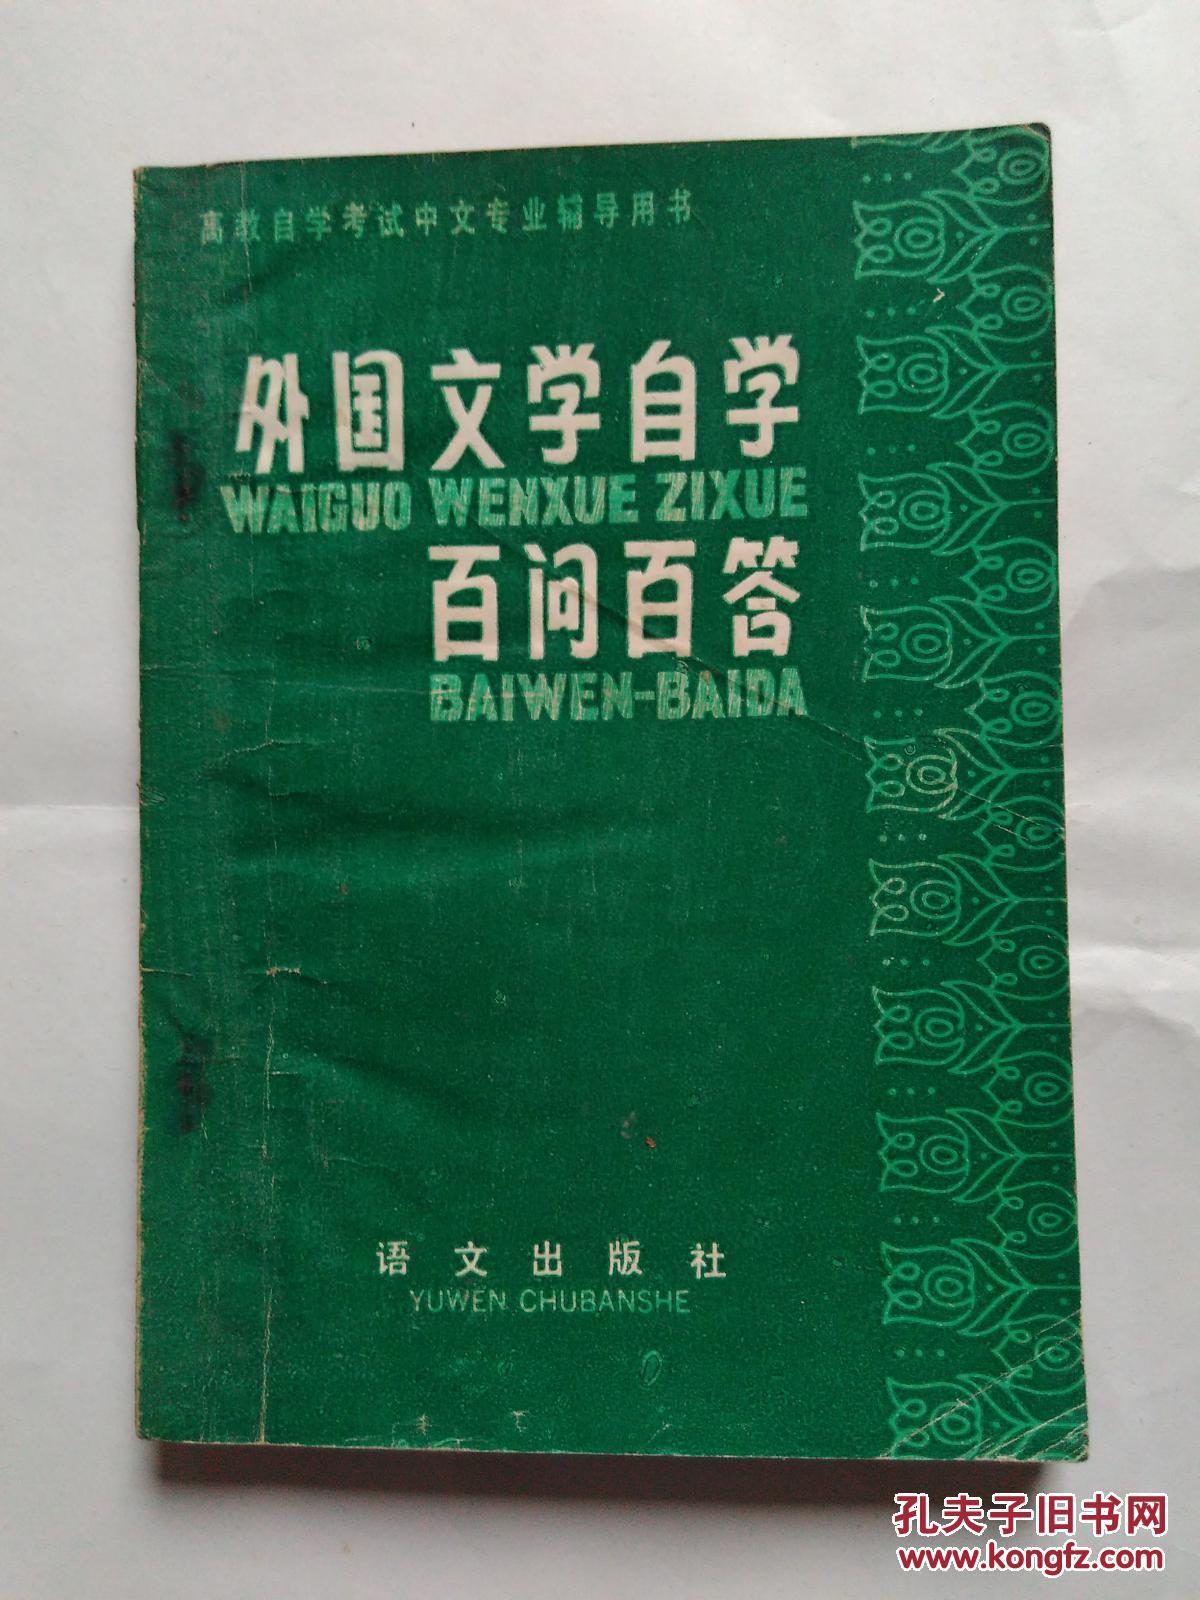 高教自学考试中文专业辅导用书
外国文学自学
WAIGUO WENXUE ZIXUE
百问百答
BAIWEN-BAIDA
语文出版社
YUWEN CHUBANSHE
孔夫子旧书网
www.kongfz.com